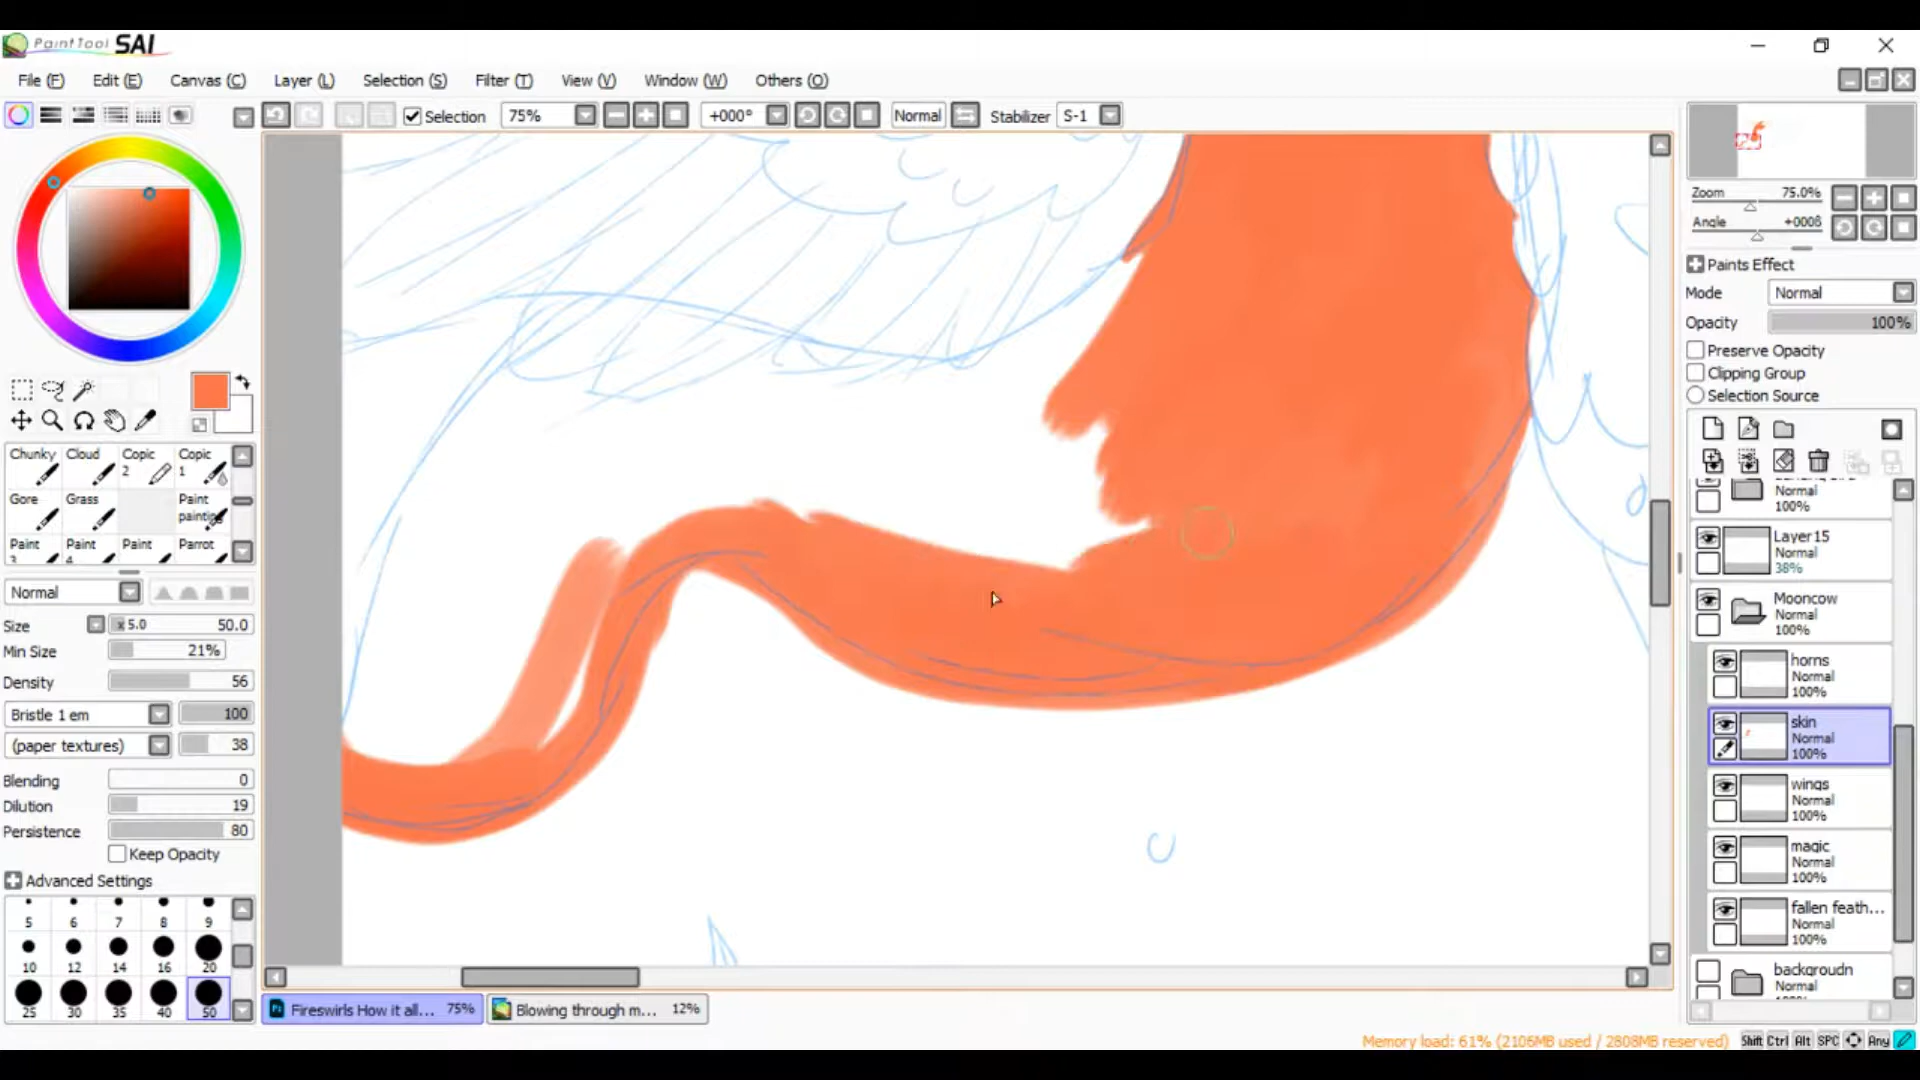 PaintTool SAI
File (F) Edit (E) Canvas (C) Layer (L) Selection (S) Filter (T) View (V) Window (W) Others (O)
Selection 75% +000° Normal Stabilizer S-1
Zoom 75.0%
Angle +000ß
Paints Effect
Mode Normal
Opacity 100%
Preserve Opacity
Clipping Group
Selection Source
Chunky Cloud Copic 2 Copic 1
Gore Grass Paint paintin
Paint 3 Paint 4 Paint Parrot
Normal
Size x 5.0 50.0
Min Size 21%
Density 56
Bristle 1 em 100
(paper textures) 38
Blending 0
Dilution 19
Persistence 80
Keep Opacity
Advanced Settings
5 6 7 8 9
10 12 14 16 20
25 30 35 40 50
Normal
100%
Layer15
Normal
38%
Mooncow
Normal
100%
horns
Normal
100%
skin
Normal
100%
wings
Normal
100%
magic
Normal
100%
fallen feath...
Normal
100%
backgroudn
Normal
Fireswirls How it all... 75% Blowing through m... 12%
Memory load: 61% (2106MB used / 2808MB reserved) Shift Ctrl Alt SPC Any